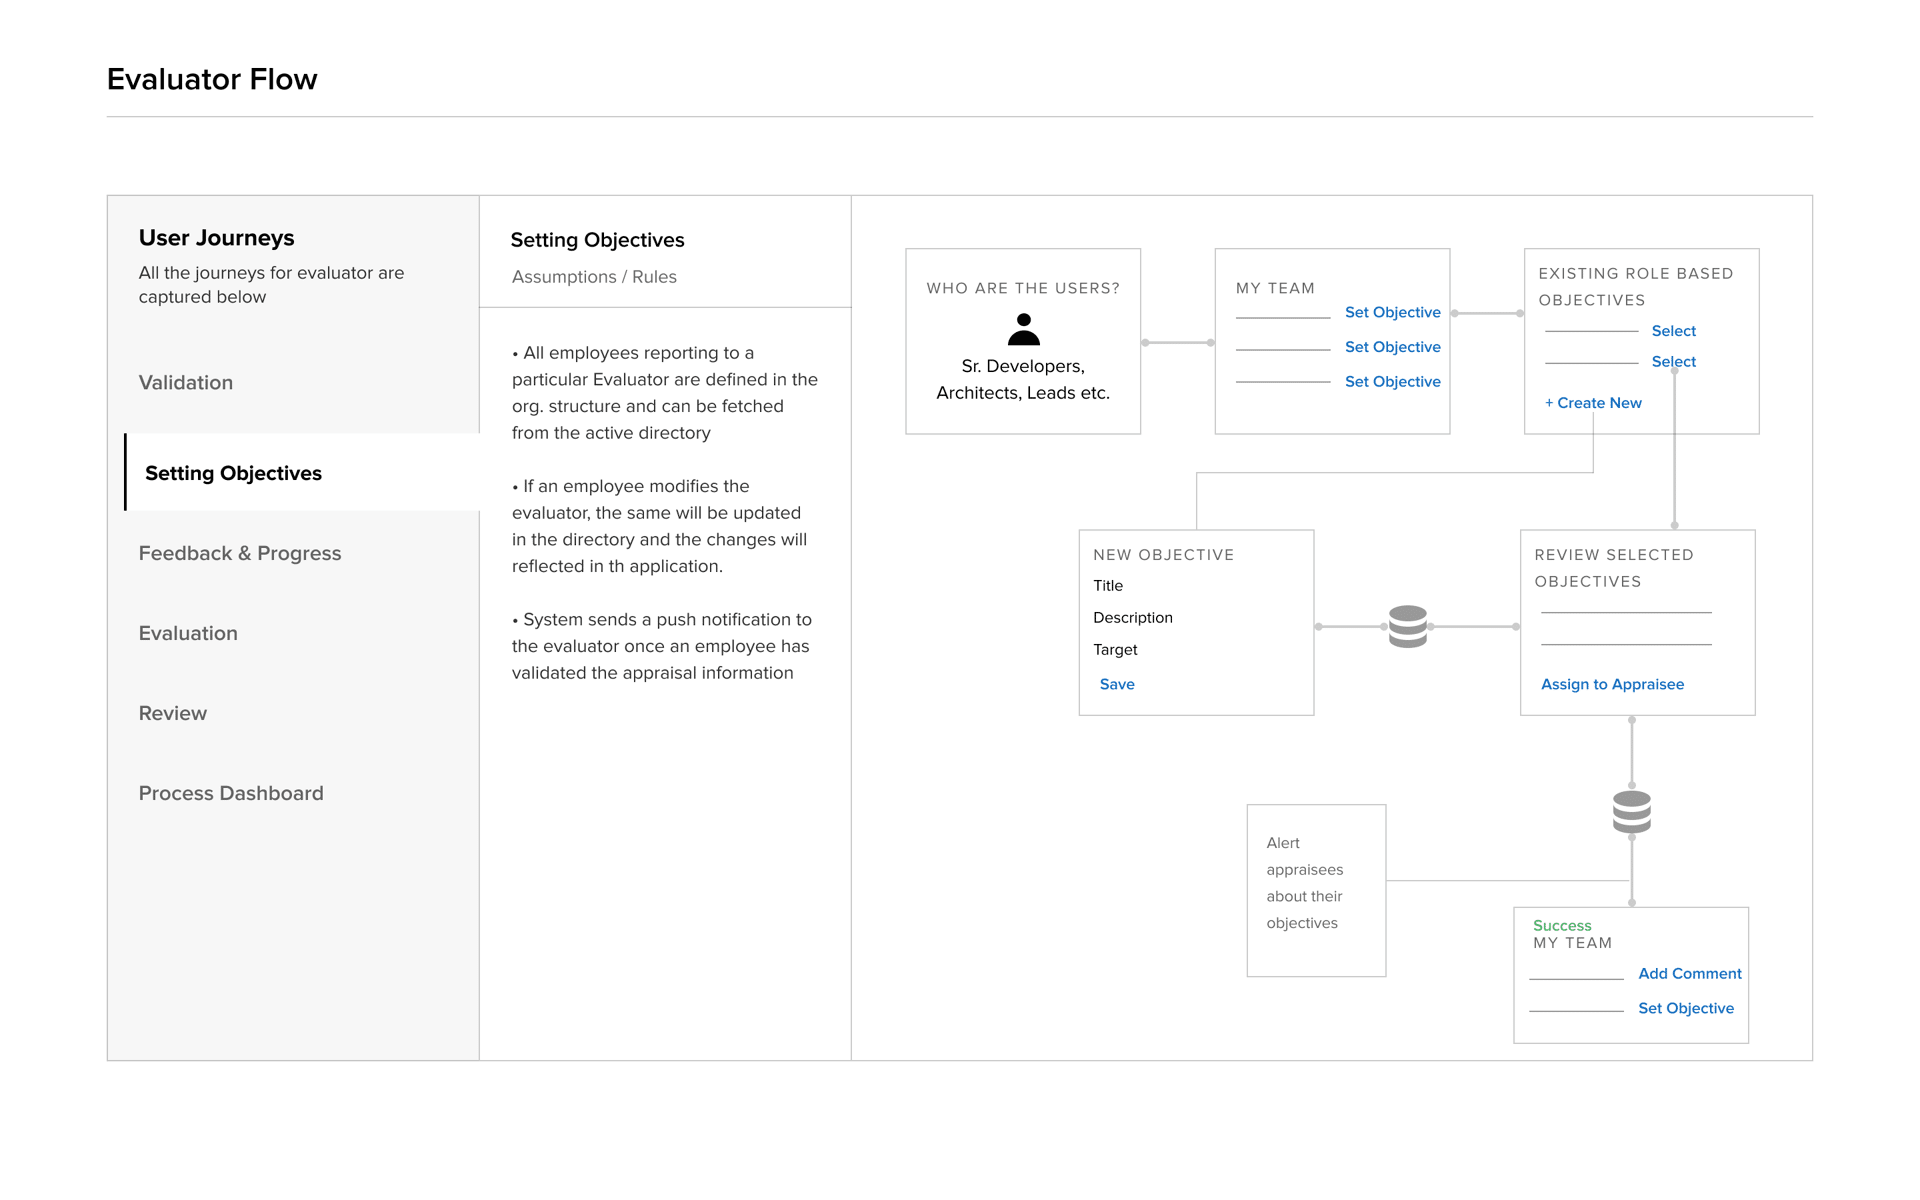 Evaluator Flow
User Journeys
All the journeys for evaluator are
captured below
Validation
Setting Objectives
Feedback & Progress
Evaluation
Review
Process Dashboard
Setting Objectives
Assumptions / Rules
• All employees reporting to a
particular Evaluator are defined in the
org. structure and can be fetched
from the active directory
• If an employee modifies the
evaluator, the same will be updated
in the directory and the changes will
reflected in th application.
• System sends a push notification to
the evaluator once an employee has
validated the appraisal information
WHO ARE THE USERS?
Sr. Developers,
Architects, Leads etc.
MY TEAM
Set Objective
Set Objective
Set Objective
EXISTING ROLE BASED
OBJECTIVES
Select
Select
+ Create New
NEW OBJECTIVE
Title
Description
Target
Save
REVIEW SELECTED
OBJECTIVES
Assign to Appraisee
Alert
appraisees
about their
objectives
Success
MY TEAM
Add Comment
Set Objective